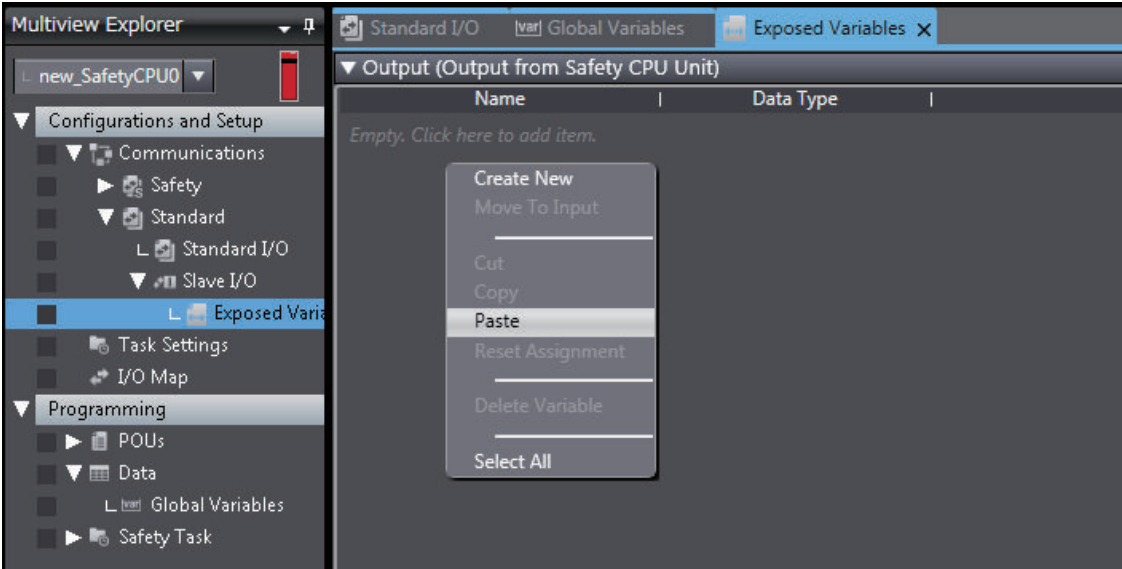 Multiview Explorer
new_SafetyCPU0
Configurations and Setup
Communications
Safety
Standard
Standard I/O
Slave I/O
Exposed Varia
Task Settings
I/O Map
Programming
POUs
Data
Global Variables
Safety Task
Standard I/O
Global Variables
Exposed Variables
Output (Output from Safety CPU Unit)
Name Data Type
Empty. Click here to add item.
Create New
Move To Input
Cut
Copy
Paste
Reset Assignment
Delete Variable
Select All